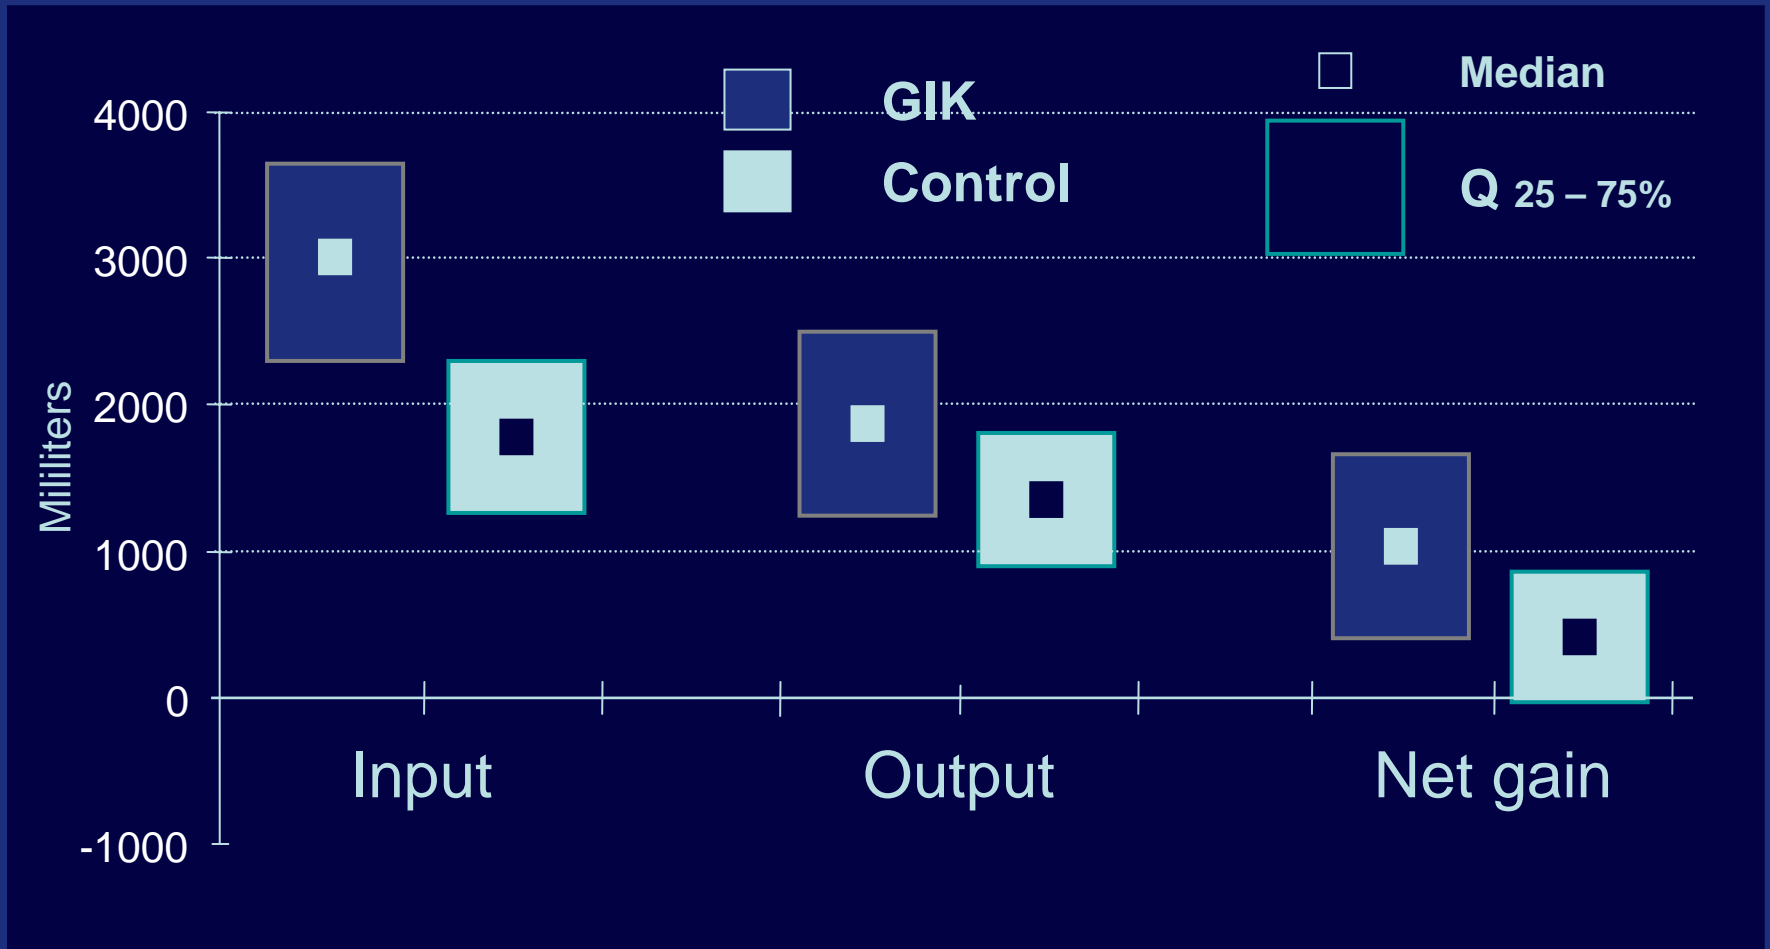 GIK
Control
Median
Q 25 – 75%
4000
3000
2000
1000
0
-1000
Milliliters
Input
Output
Net gain